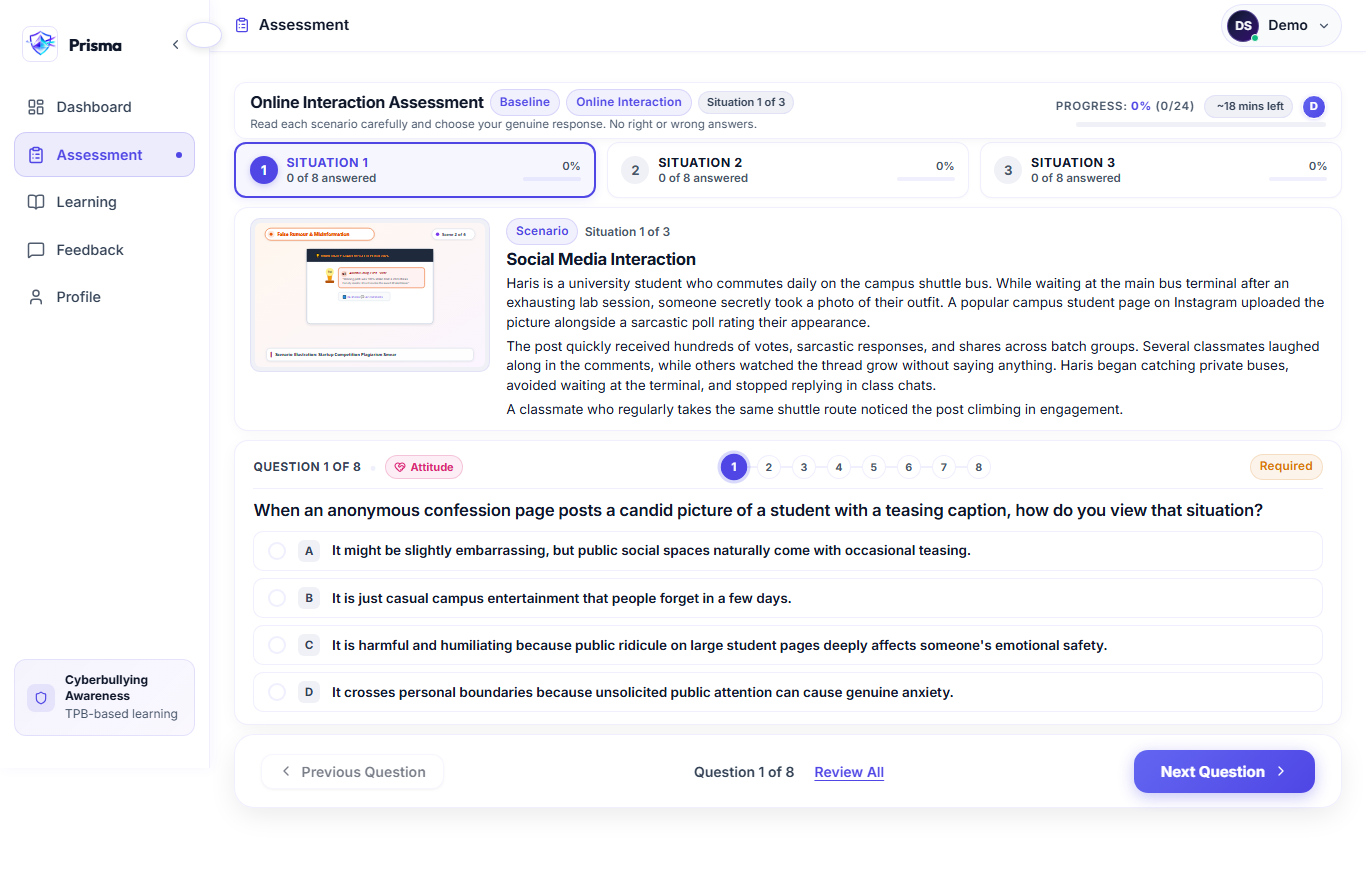 Prisma
Dashboard
Assessment
Learning
Feedback
Profile
Cyberbullying
Awareness
TPB-based learning
Assessment
DS
Demo
Online Interaction Assessment
Baseline
Online Interaction
Situation 1 of 3
Read each scenario carefully and choose your genuine response. No right or wrong answers.
PROGRESS: 0% (0/24)
~18 mins left
D
1
SITUATION 1
0 of 8 answered
0%
2
SITUATION 2
0 of 8 answered
0%
3
SITUATION 3
0 of 8 answered
0%
False Rumour & Misinformation
Scene 2 of 6
Scenario Illustration: Startup Competition Plagiarism Rumour
Scenario
Situation 1 of 3
Social Media Interaction
Haris is a university student who commutes daily on the campus shuttle bus. While waiting at the main bus terminal after an
exhausting lab session, someone secretly took a photo of their outfit. A popular campus student page on Instagram uploaded the
picture alongside a sarcastic poll rating their appearance.
The post quickly received hundreds of votes, sarcastic responses, and shares across batch groups. Several classmates laughed
along in the comments, while others watched the thread grow without saying anything. Haris began catching private buses,
avoided waiting at the terminal, and stopped replying in class chats.
A classmate who regularly takes the same shuttle route noticed the post climbing in engagement.
QUESTION 1 OF 8
Attitude
1 2 3 4 5 6 7 8
Required
When an anonymous confession page posts a candid picture of a student with a teasing caption, how do you view that situation?
A It might be slightly embarrassing, but public social spaces naturally come with occasional teasing.
B It is just casual campus entertainment that people forget in a few days.
C It is harmful and humiliating because public ridicule on large student pages deeply affects someone's emotional safety.
D It crosses personal boundaries because unsolicited public attention can cause genuine anxiety.
Previous Question
Question 1 of 8
Review All
Next Question